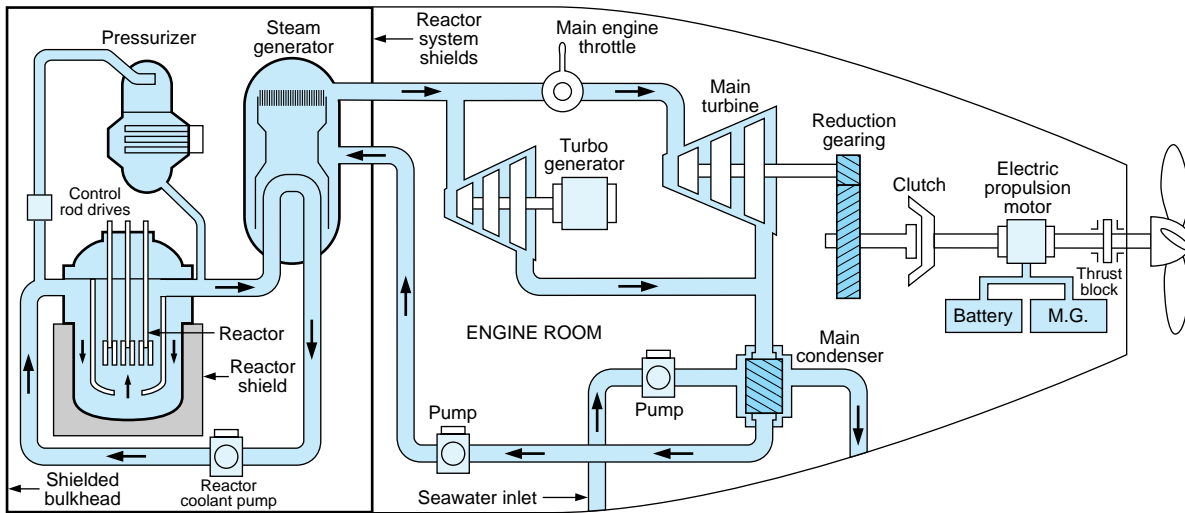 Pressurizer
Steam
generator
Reactor
system
shields
Main engine
throttle
Main
turbine
Reduction
gearing
Turbo
generator
Clutch
Electric
propulsion
motor
Control
rod drives
Thrust
block
Battery
M.G.
Reactor
ENGINE ROOM
Main
condenser
Reactor
shield
Pump
Pump
Shielded
bulkhead
Reactor
coolant pump
Seawater inlet